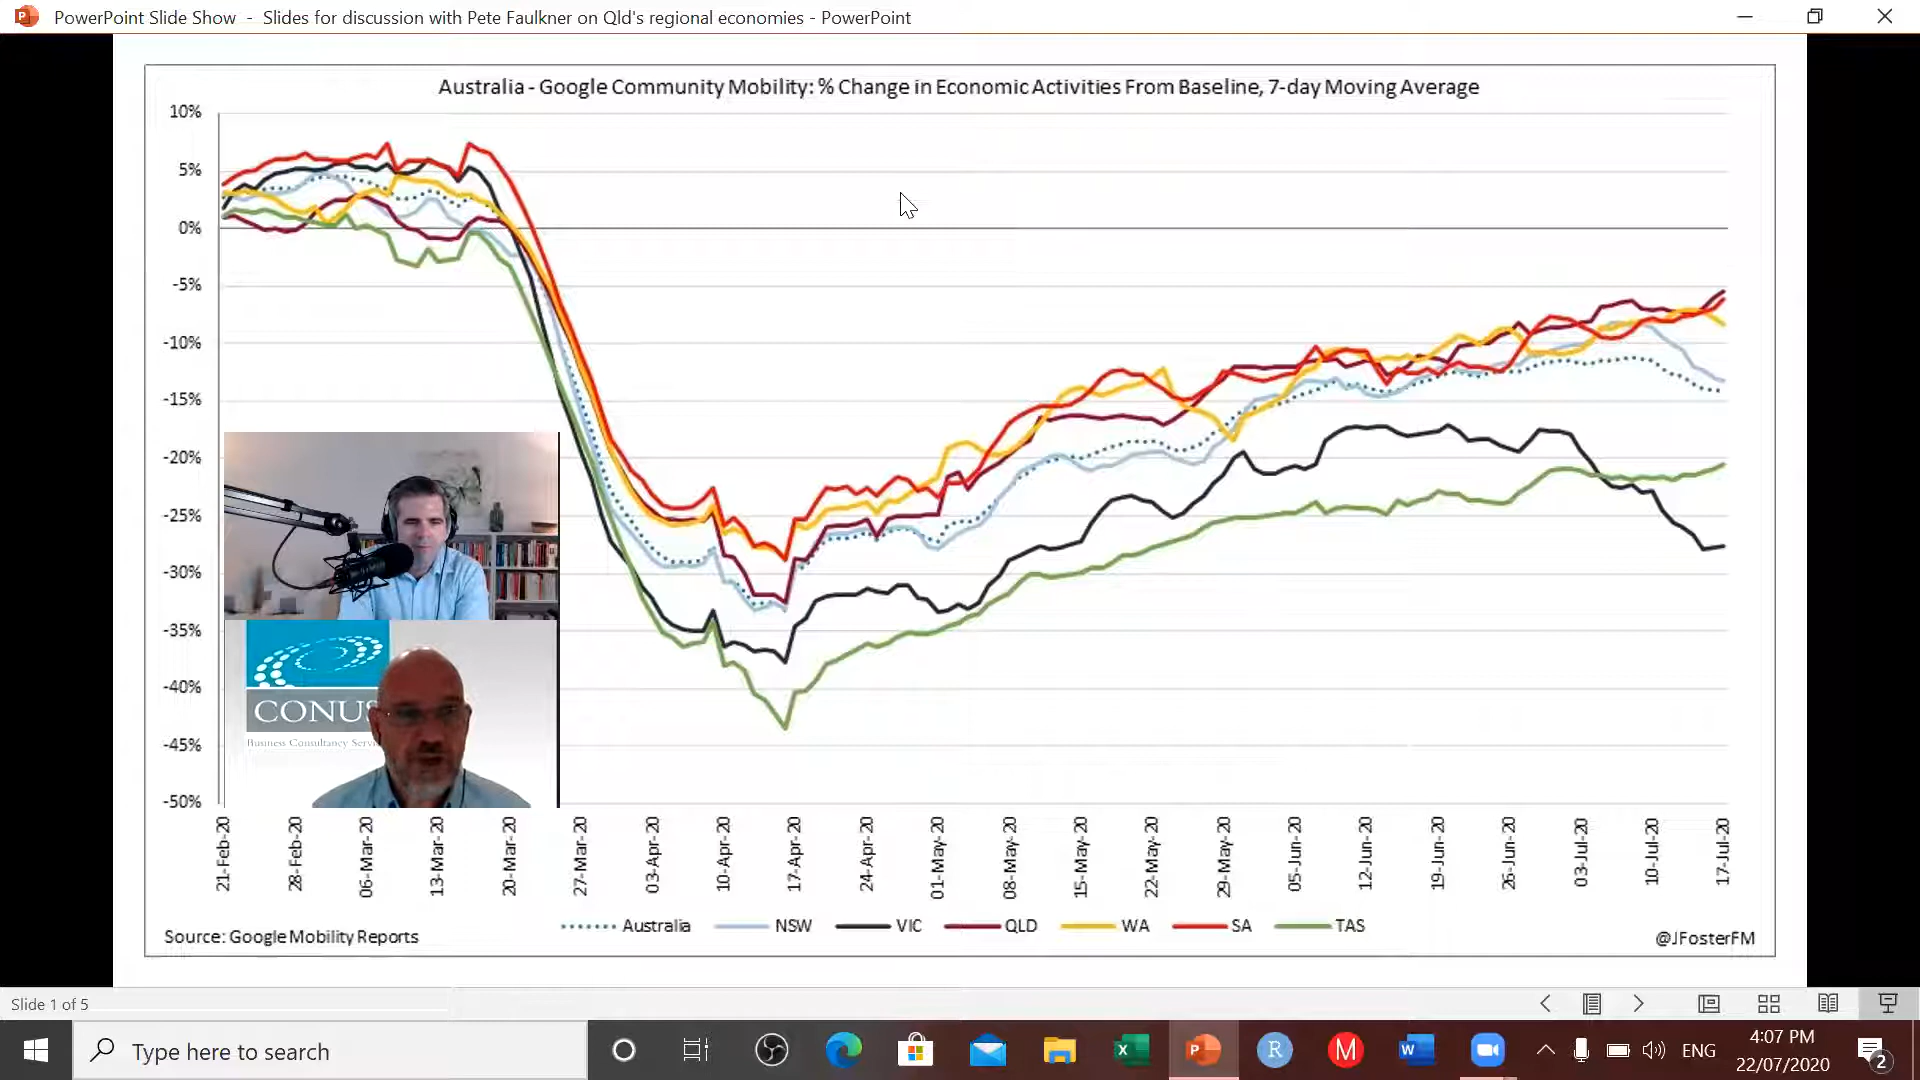 PowerPoint Slide Show - Slides for discussion with Pete Faulkner on Qld's regional economies - PowerPoint
Australia - Google Community Mobility: % Change in Economic Activities From Baseline, 7-day Moving Average
10%
5%
0%
-5%
-10%
-15%
-20%
-25%
-30%
-35%
-40%
-45%
-50%
CONUS
Business Consultancy
21-Feb-20
28-Feb-20
06-Mar-20
13-Mar-20
20-Mar-20
27-Mar-20
03-Apr-20
10-Apr-20
17-Apr-20
24-Apr-20
01-May-20
08-May-20
15-May-20
22-May-20
29-May-20
05-Jun-20
12-Jun-20
19-Jun-20
26-Jun-20
03-Jul-20
10-Jul-20
17-Jul-20
Australia NSW VIC QLD WA SA TAS
Source: Google Mobility Reports
@JFosterFM
Slide 1 of 5
Type here to search
ENG
4:07 PM
22/07/2020
2